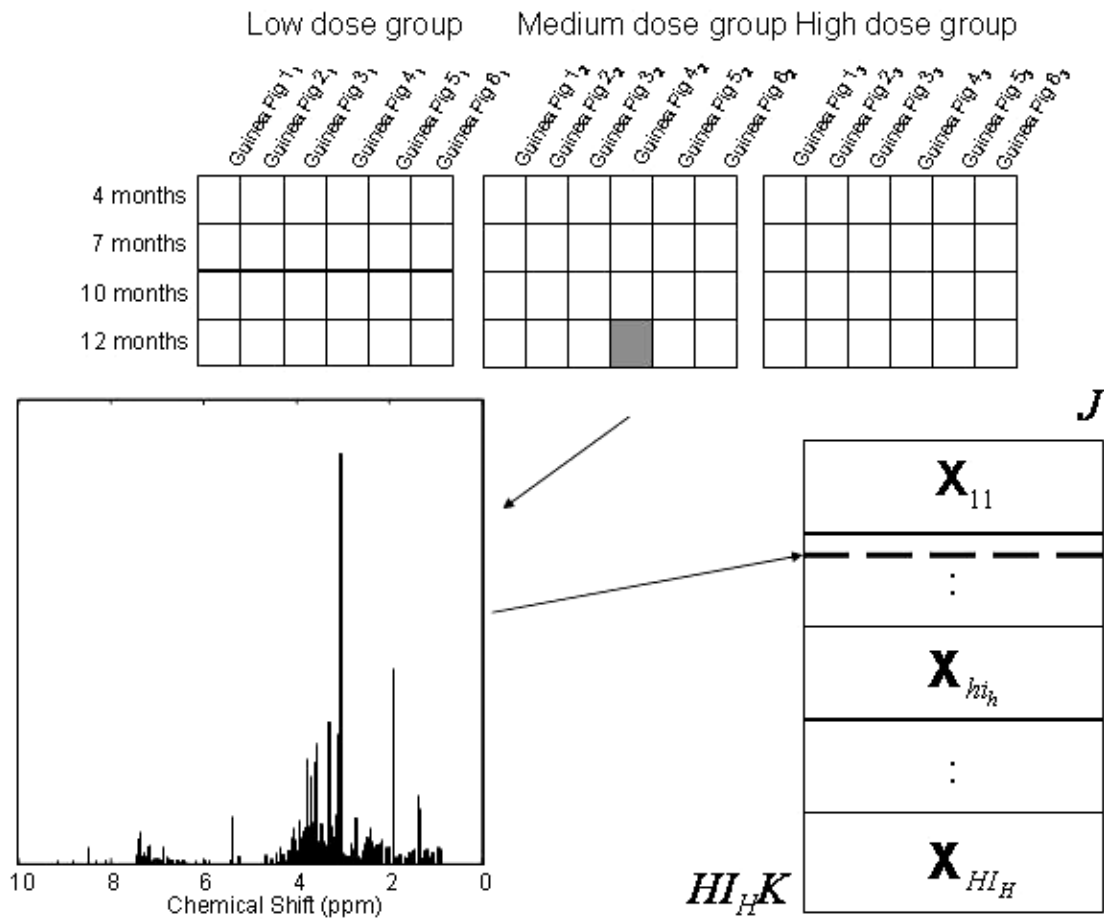 Low dose group
Medium dose group
High dose group
Guinea Pig 1₁
Guinea Pig 2₁
Guinea Pig 3₁
Guinea Pig 4₁
Guinea Pig 5₁
Guinea Pig 6₁
Guinea Pig 1₂
Guinea Pig 2₂
Guinea Pig 3₂
Guinea Pig 4₂
Guinea Pig 5₂
Guinea Pig 6₂
Guinea Pig 1₃
Guinea Pig 2₃
Guinea Pig 3₃
Guinea Pig 4₃
Guinea Pig 5₃
Guinea Pig 6₃
4 months
7 months
10 months
12 months
10 8 6 4 2 0
Chemical Shift (ppm)
J
X₁₁
:
X_{hi_h}
:
X_{HI_H}
HI_HK